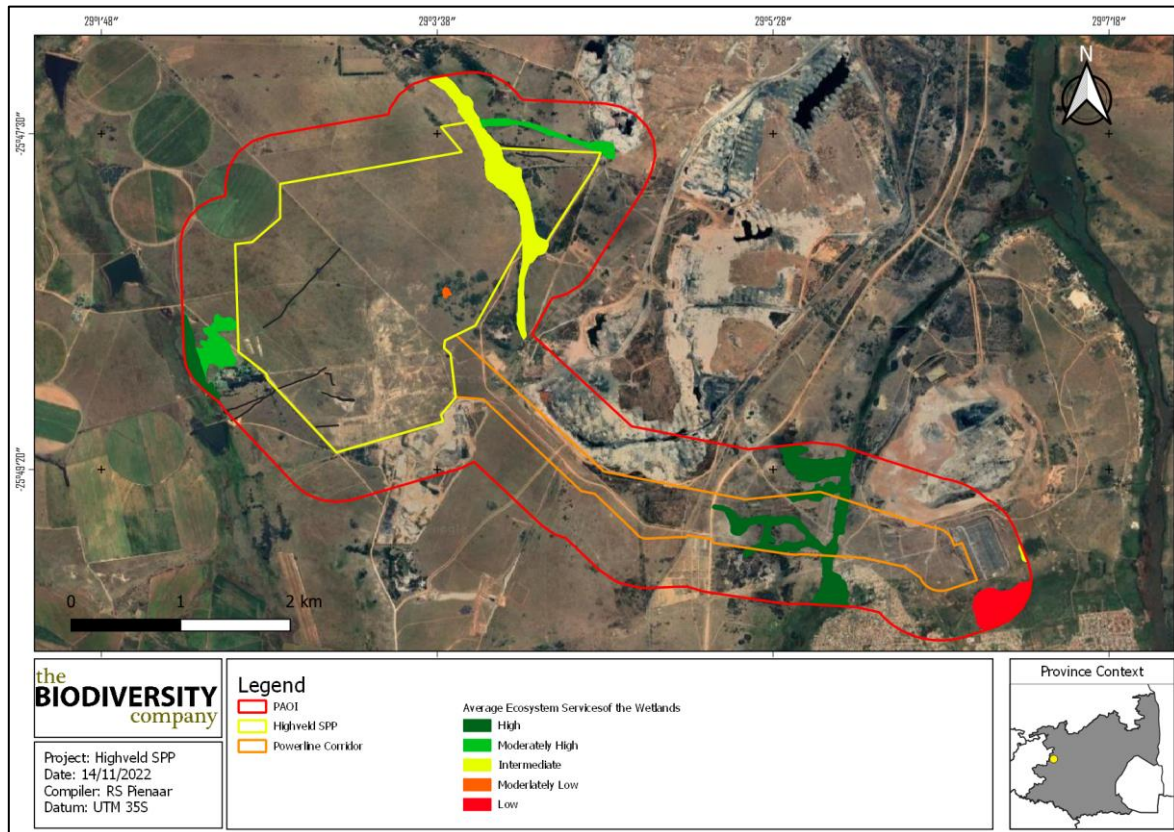 29°1'48" 29°3'38" 29°5'28" 29°7'18"
N
-25°47'30"
-25°49'20"
0 1 2 km
the
BIODIVERSITY
company
Project: Highveld SPP
Date: 14/11/2022
Compiler: RS Pienaar
Datum: UTM 35S
Legend
PAOI
Highveld SPP
Powerline Corridor
Average Ecosystem Servicesof the Wetlands
High
Moderately High
Intermediate
Moderlately Low
Low
Province Context